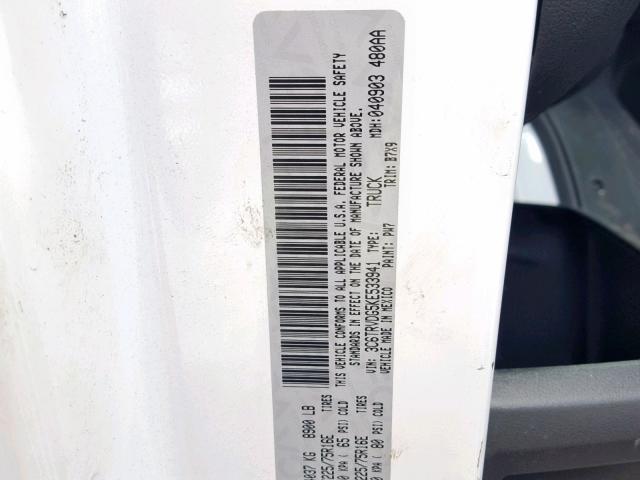 4037 KG 8900 LB
225/75R16E TIRES
KPA ( 65 PSI) COLD
225/75R16E TIRES
KPA ( 80 PSI) COLD
THIS VEHICLE CONFORMS TO ALL APPLICABLE U.S.A. FEDERAL MOTOR VEHICLE SAFETY
STANDARDS IN EFFECT ON THE DATE OF MANUFACTURE SHOWN ABOVE.
VIN: 3C6TRVDG5KE533941 TYPE: TRUCK MDH:040903 480AA
VEHICLE MADE IN MEXICO PAINT: PW7 TRIM: B7X9